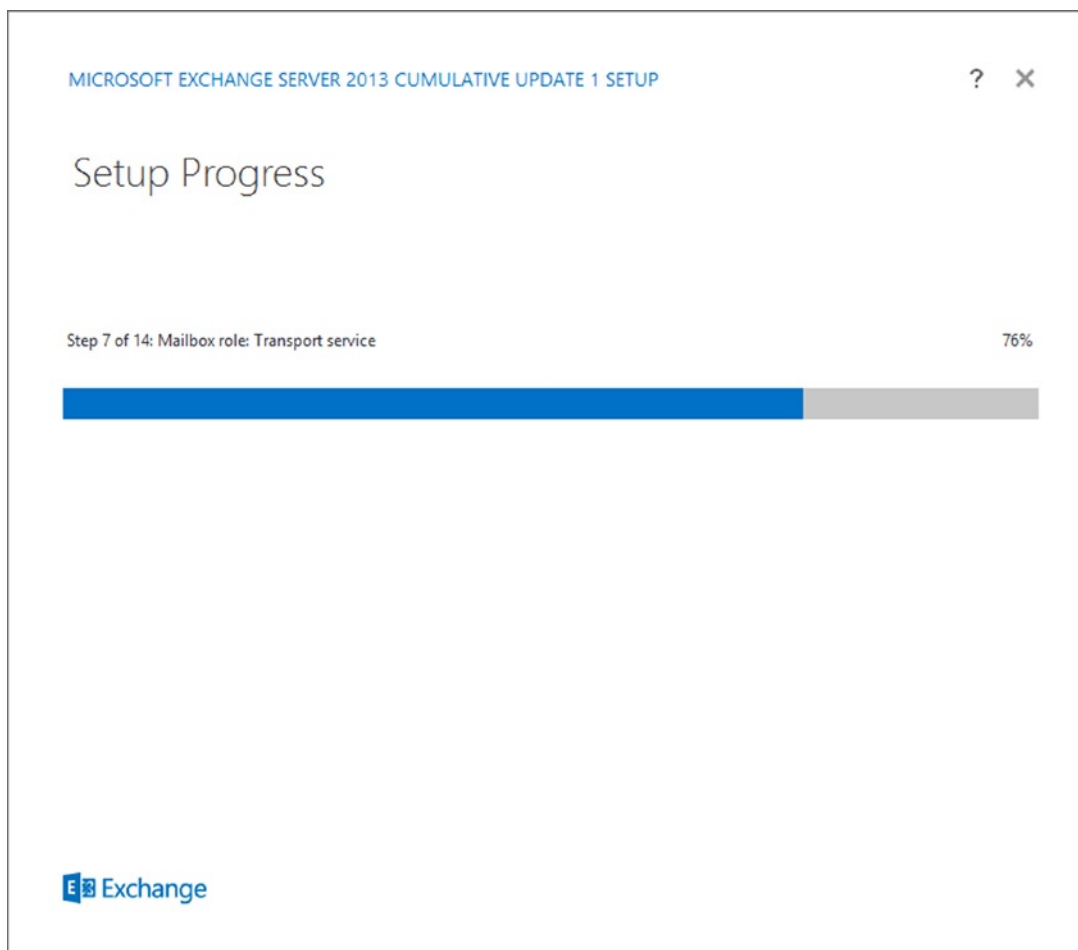 MICROSOFT EXCHANGE SERVER 2013 CUMULATIVE UPDATE 1 SETUP ? ✕
Setup Progress
Step 7 of 14: Mailbox role: Transport service 76%
Exchange